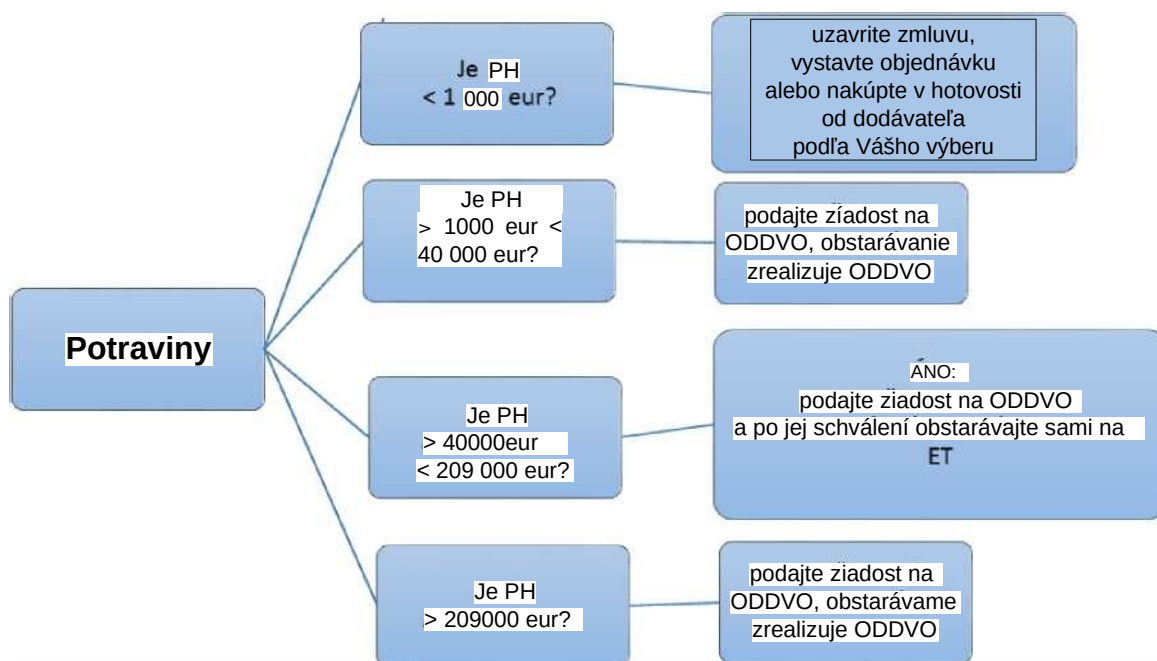 Potraviny
Je PH
< 1 000 eur?
uzavrite zmluvu,
vystavte objednávku
alebo nakúpte v hotovosti
od dodávateľa
podľa Vášho výberu
Je PH
> 1000 eur <
40 000 eur?
podajte zíadost na
ODDVO, obstarávanie
zrealizuje ODDVO
Je PH
> 40000eur
< 209 000 eur?
ÁNO:
podajte žiadost na ODDVO
a po jej schválení obstarávajte sami na
ET
Je PH
> 209000 eur?
podajte žiadost na
ODDVO, obstarávame
zrealizuje ODDVO